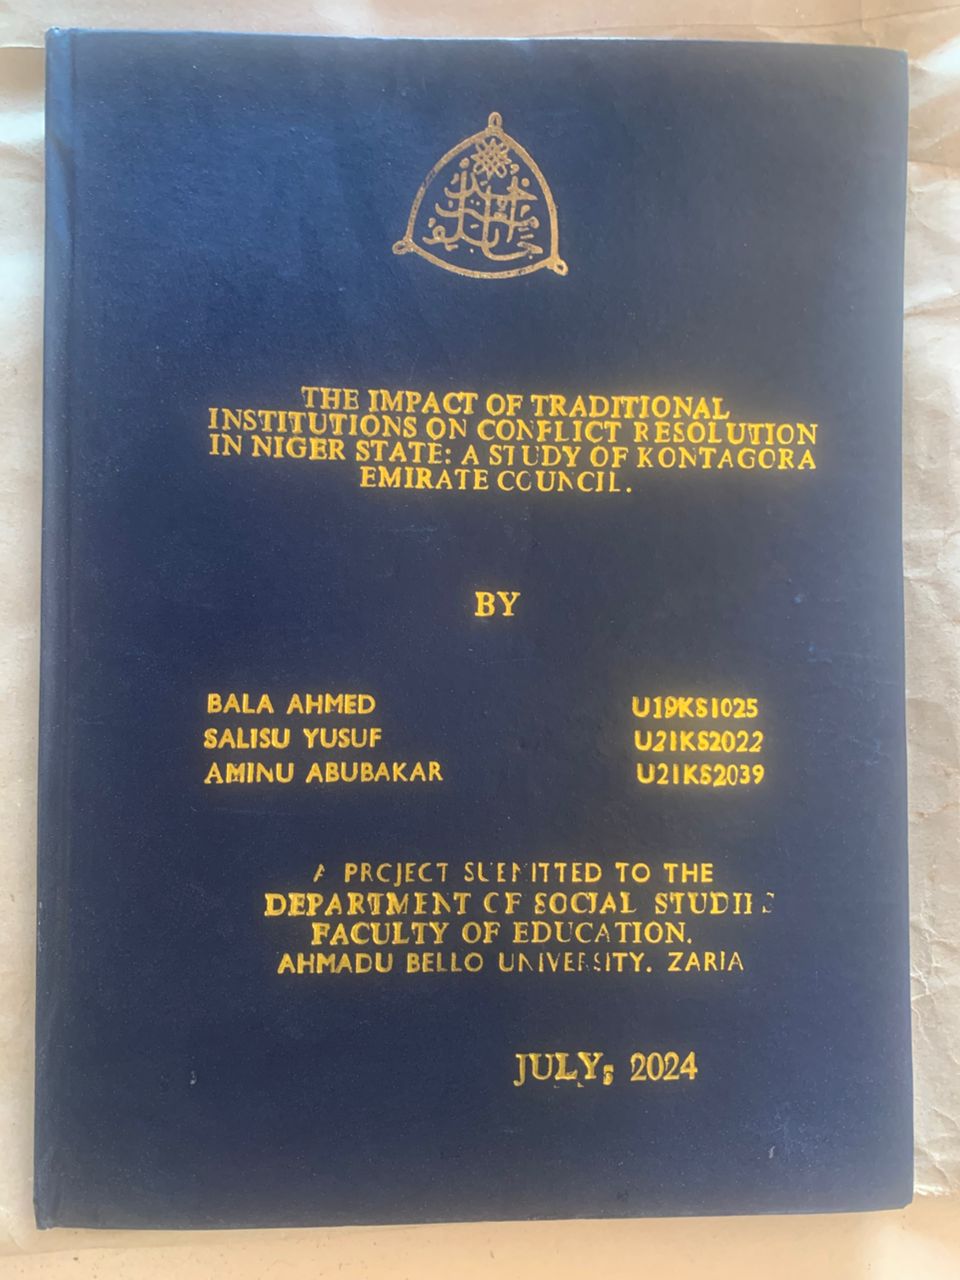 THE IMPACT OF TRADITIONAL
INSTITUTIONS ON CONFLICT RESOLUTION
IN NIGER STATE: A STUDY OF KONTAGORA
EMIRATE COUNCIL.
BY
BALA AHMED U19KS1025
SALISU YUSUF U21KS2022
AMINU ABUBAKAR U21KS2039
A PROJECT SUBMITTED TO THE
DEPARTMENT OF SOCIAL STUDIES
FACULTY OF EDUCATION.
AHMADU BELLO UNIVERSITY. ZARIA
JULY, 2024